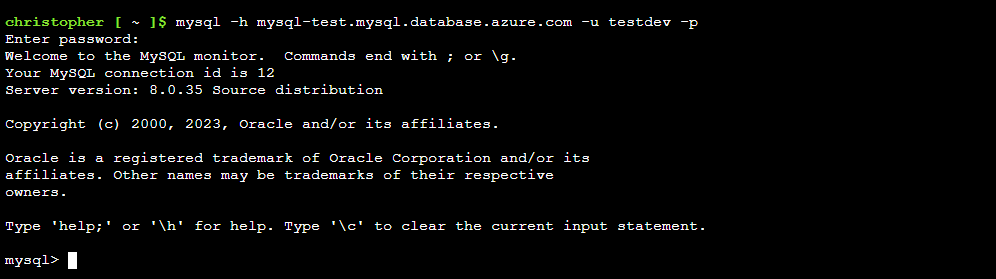 christopher [ ~ ]$ mysql -h mysql-test.mysql.database.azure.com -u testdev -p
Enter password:
Welcome to the MySQL monitor.  Commands end with ; or \g.
Your MySQL connection id is 12
Server version: 8.0.35 Source distribution

Copyright (c) 2000, 2023, Oracle and/or its affiliates.

Oracle is a registered trademark of Oracle Corporation and/or its
affiliates. Other names may be trademarks of their respective
owners.

Type 'help;' or '\h' for help. Type '\c' to clear the current input statement.

mysql>